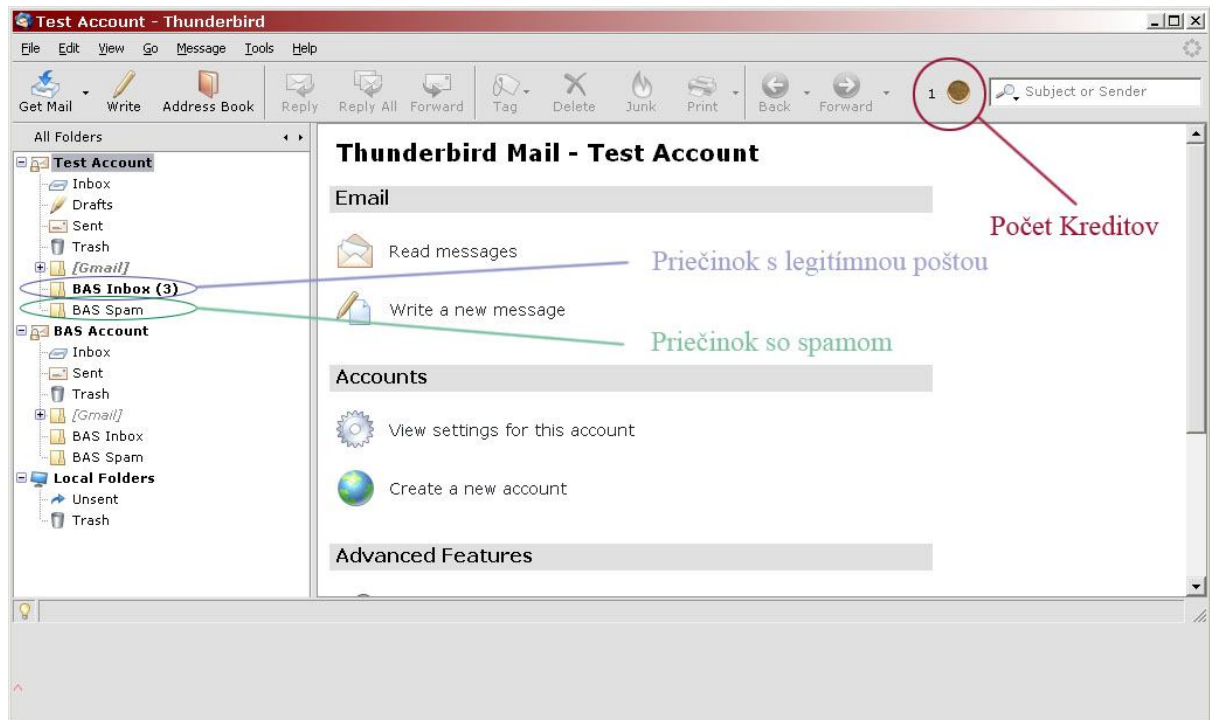 Test Account - Thunderbird
File Edit View Go Message Tools Help
Get Mail Write Address Book Reply Reply All Forward Tag Delete Junk Print Back Forward 1 Subject or Sender
All Folders
Test Account
Inbox
Drafts
Sent
Trash
[Gmail]
BAS Inbox (3)
BAS Spam
BAS Account
Inbox
Sent
Trash
[Gmail]
BAS Inbox
BAS Spam
Local Folders
Unsent
Trash
Thunderbird Mail - Test Account
Email
Read messages
Write a new message
Accounts
View settings for this account
Create a new account
Advanced Features
Počet Kreditov
Priečinok s legitímnou poštou
Priečinok so spamom